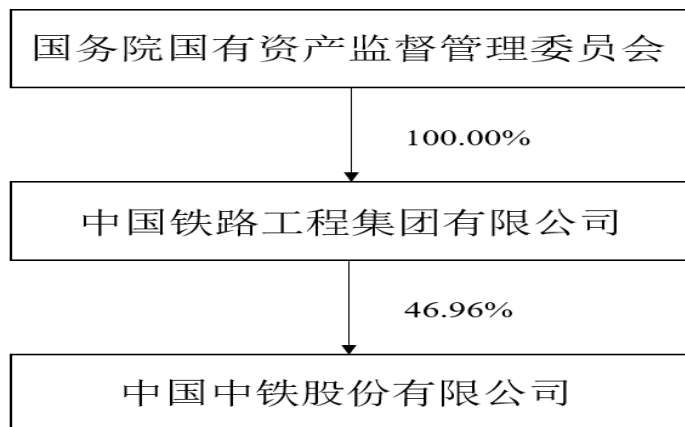 国务院国有资产监督管理委员会
100.00%
中国铁路工程集团有限公司
46.96%
中国中铁股份有限公司